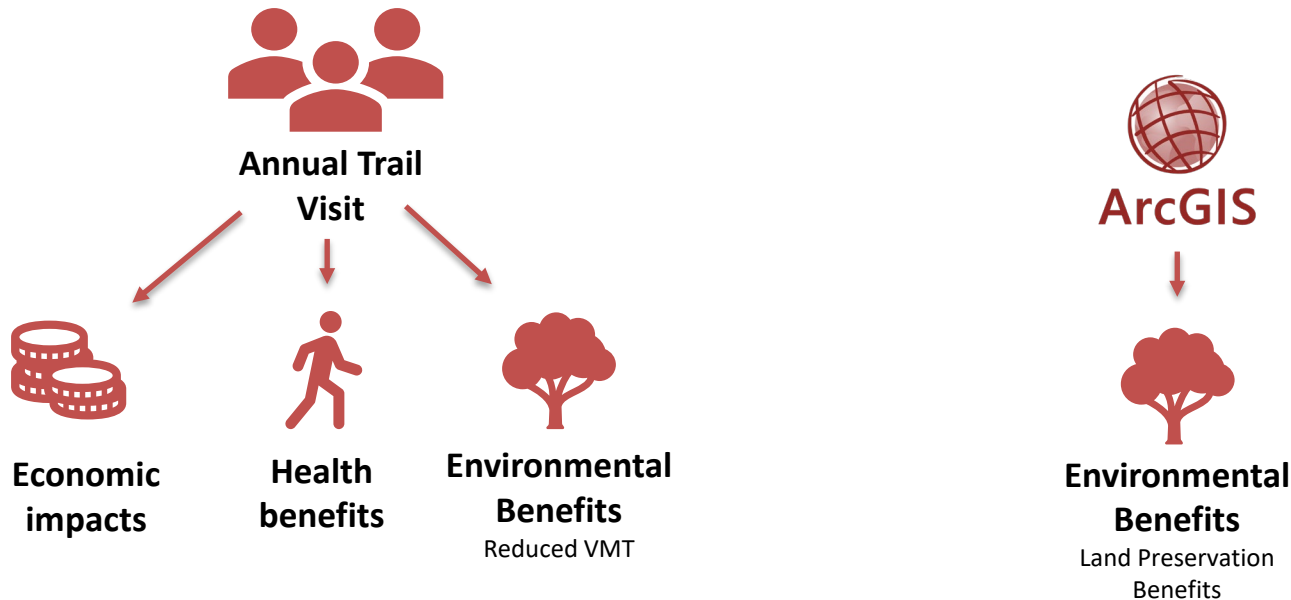 Annual Trail
Visit
Economic
impacts
Health
benefits
Environmental
Benefits
Reduced VMT
ArcGIS
Environmental
Benefits
Land Preservation
Benefits